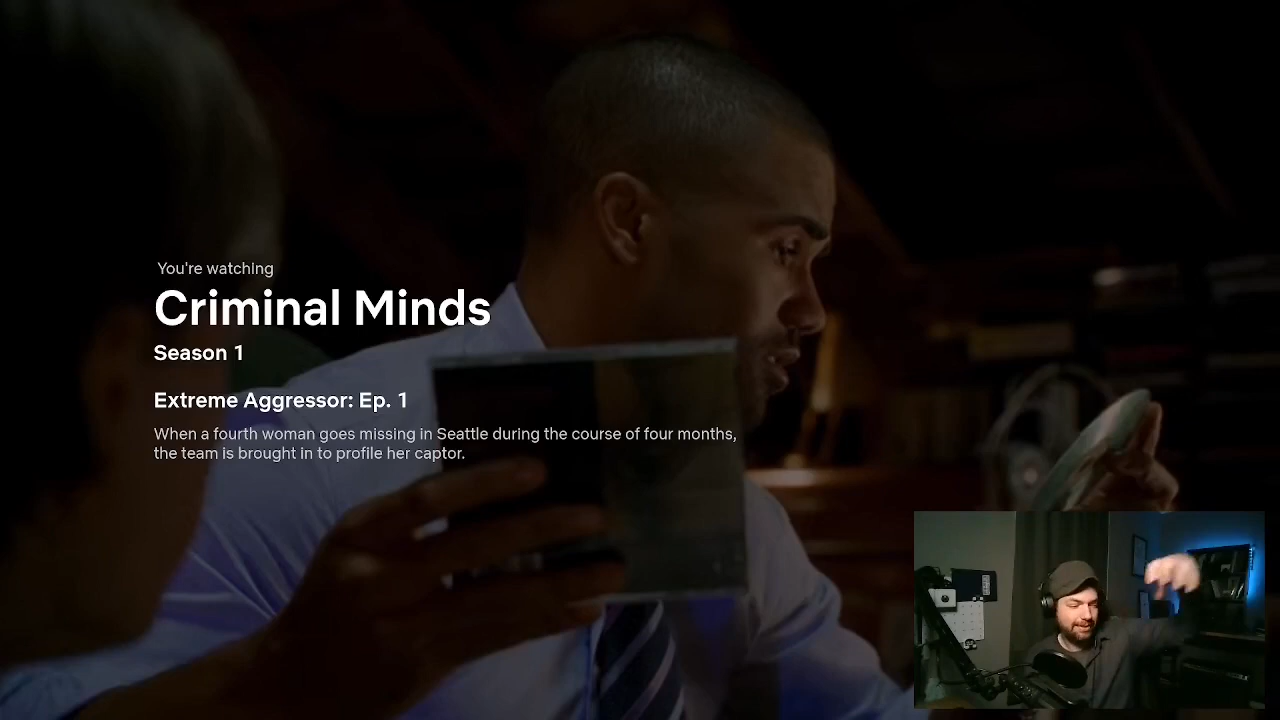 You're watching
Criminal Minds
Season 1
Extreme Aggressor: Ep. 1
When a fourth woman goes missing in Seattle during the course of four months,
the team is brought in to profile her captor.